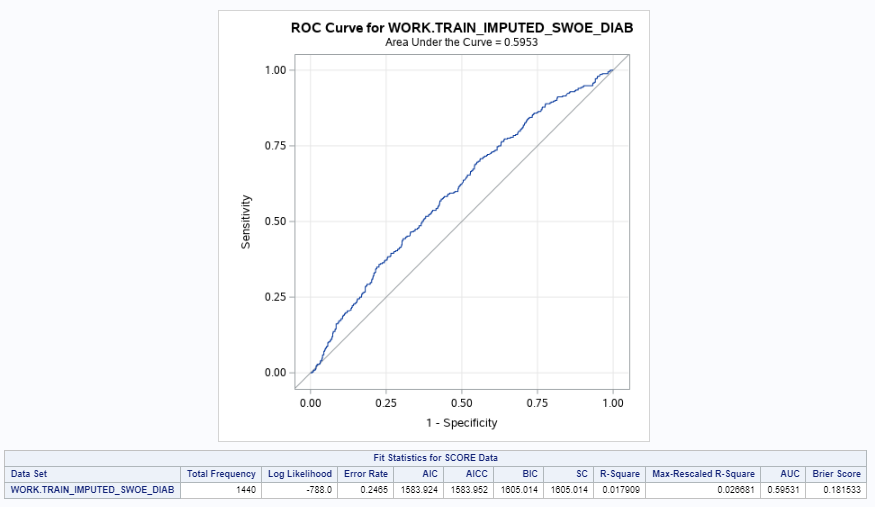 ROC Curve for WORK.TRAIN_IMPUTED_SWOE_DIAB
Area Under the Curve = 0.5953
1.00
0.75
0.50
0.25
0.00
Sensitivity
0.00 0.25 0.50 0.75 1.00
1 - Specificity
Fit Statistics for SCORE Data
Data Set Total Frequency Log Likelihood Error Rate AIC AICC BIC SC R-Square Max-Rescaled R-Square AUC Brier Score
WORK.TRAIN_IMPUTED_SWOE_DIAB 1440 -788.0 0.2465 1583.924 1583.952 1605.014 1605.014 0.017909 0.026681 0.59531 0.181533